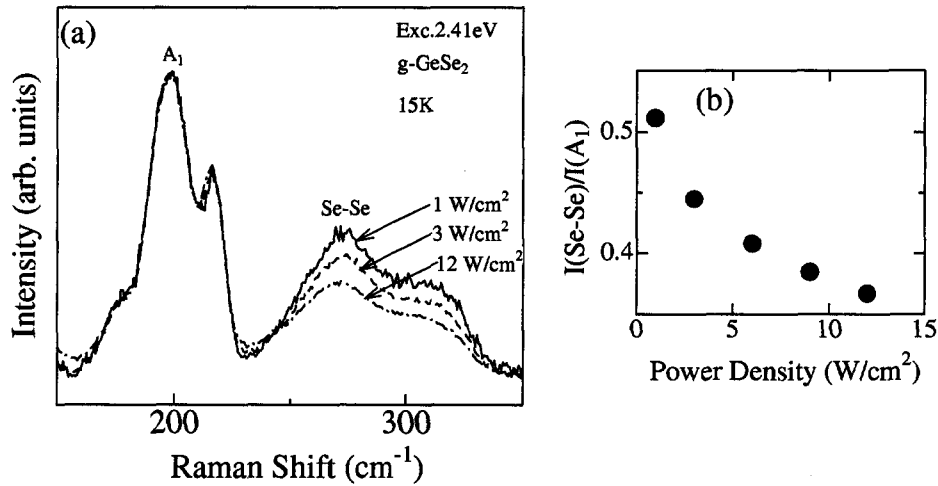 (a)
Exc.2.41eV
g-GeSe₂
15K
A₁
Se-Se
1 W/cm²
3 W/cm²
12 W/cm²
Intensity (arb. units)
200
300
Raman Shift (cm⁻¹)
(b)
I(Se-Se)/I(A₁)
0.5
0.4
0
5
10
15
Power Density (W/cm²)